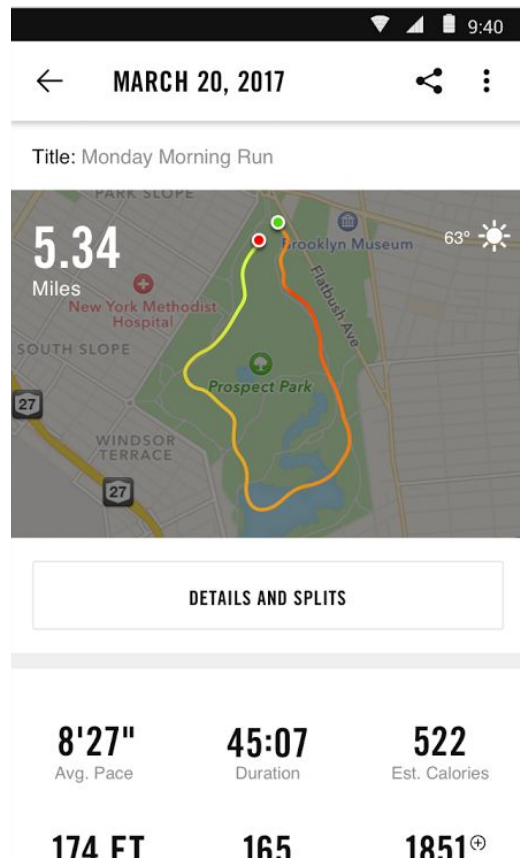 9:40
MARCH 20, 2017
Title: Monday Morning Run
PARK SLOPE
5.34
Miles
Brooklyn Museum
63°
New York Methodist
Hospital
Flatbush Ave
SOUTH SLOPE
Prospect Park
27
WINDSOR
TERRACE
27
DETAILS AND SPLITS
8'27"
45:07
522
Avg. Pace
Duration
Est. Calories
174 FT
165
1851